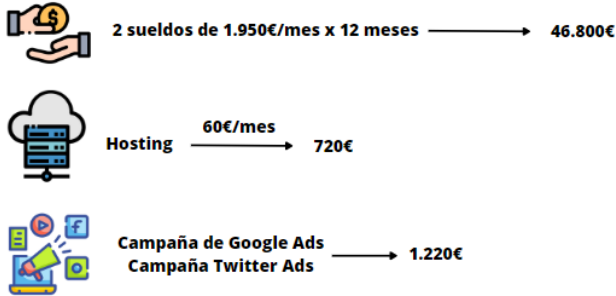 2 sueldos de 1.950€/mes x 12 meses 46.800€
60€/mes
Hosting 720€
Campaña de Google Ads
Campaña Twitter Ads 1.220€